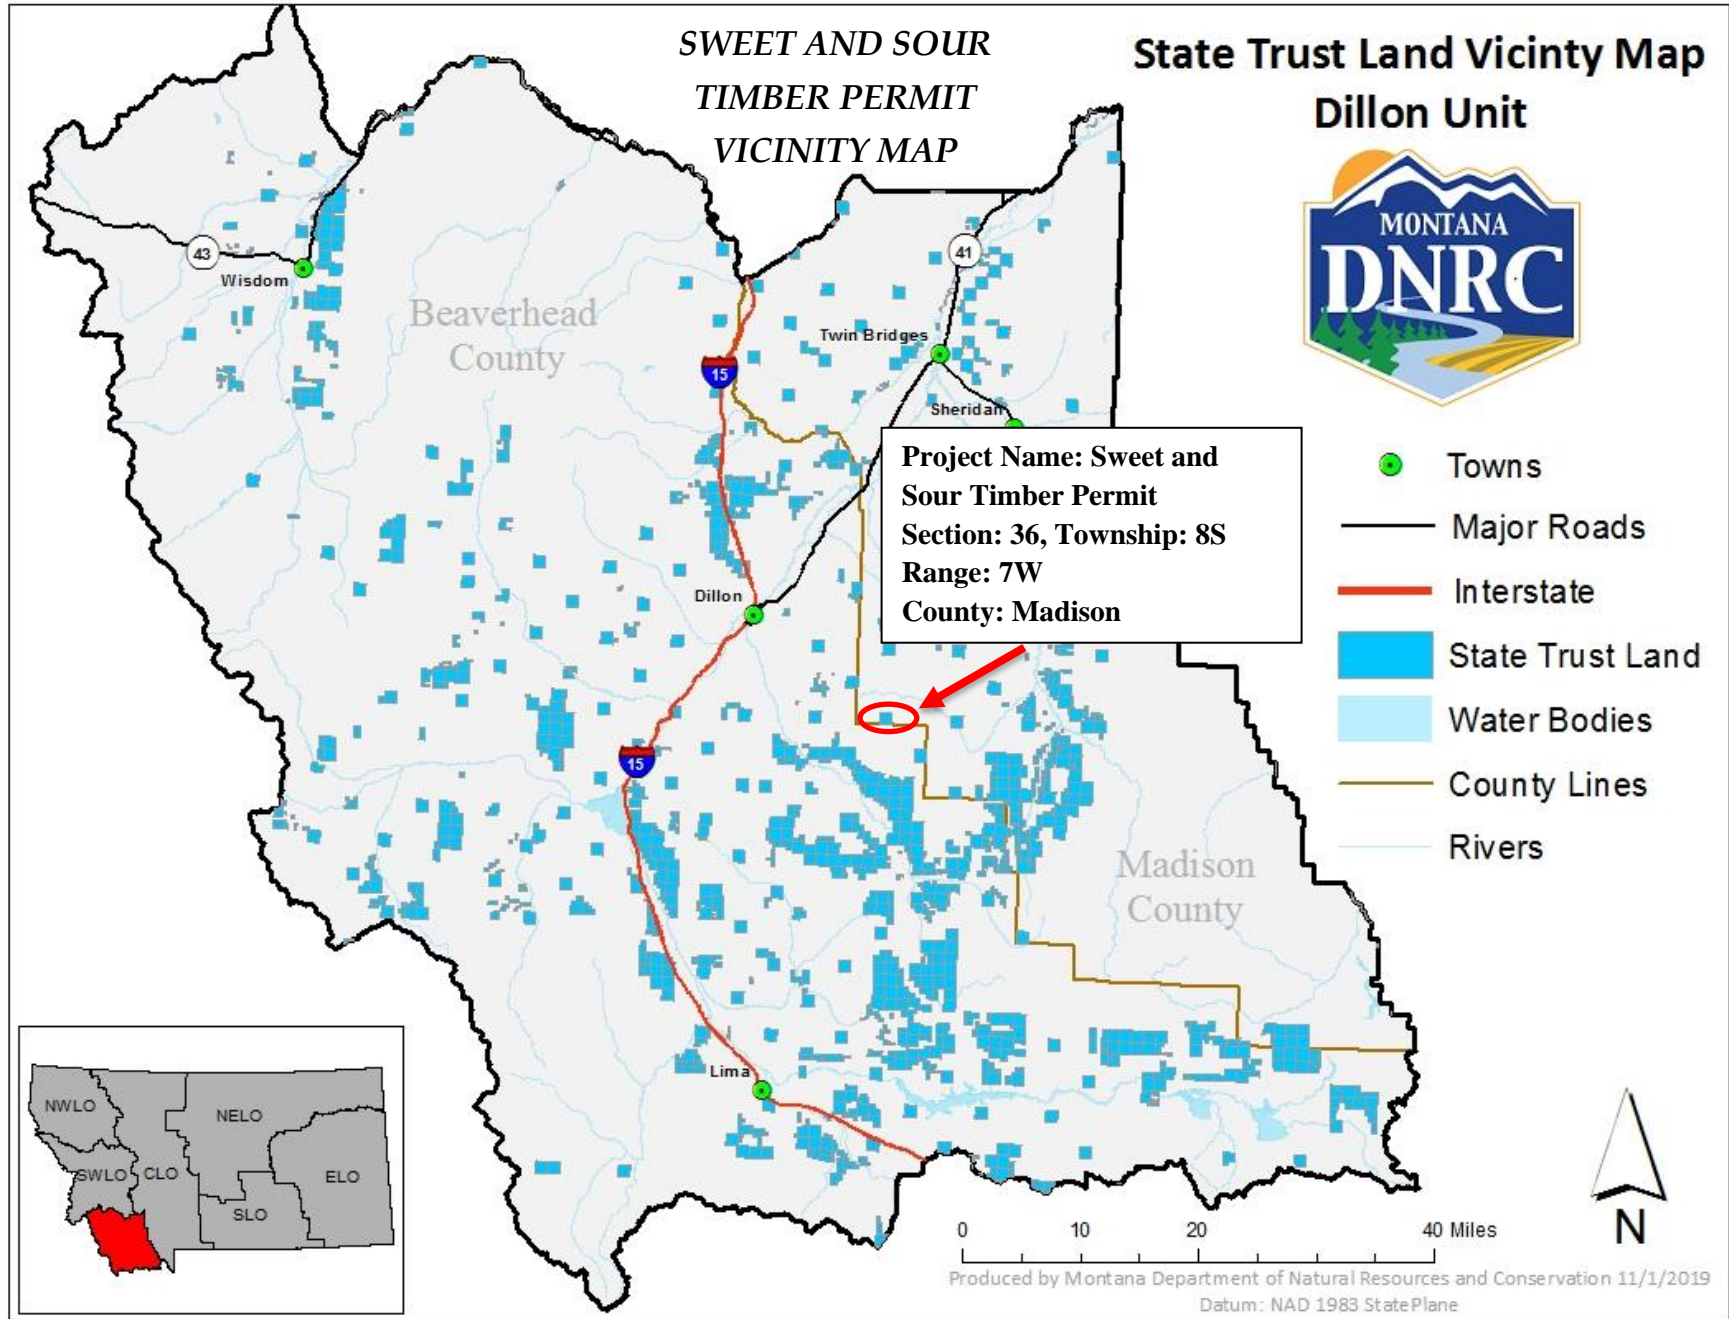 SWEET AND SOUR
TIMBER PERMIT
VICINITY MAP
State Trust Land Vicinty Map
Dillon Unit
MONTANA
DNRC
43
Wisdom
Beaverhead
County
41
Twin Bridges
15
Sheridan
Project Name: Sweet and
Sour Timber Permit
Section: 36, Township: 8S
Range: 7W
County: Madison
Dillon
15
Madison
County
Lima
Towns
Major Roads
Interstate
State Trust Land
Water Bodies
County Lines
Rivers
NWLO
NELO
SWLO
CLO
ELO
SLO
0 10 20 40 Miles
N
Produced by Montana Department of Natural Resources and Conservation 11/1/2019
Datum: NAD 1983 StatePlane